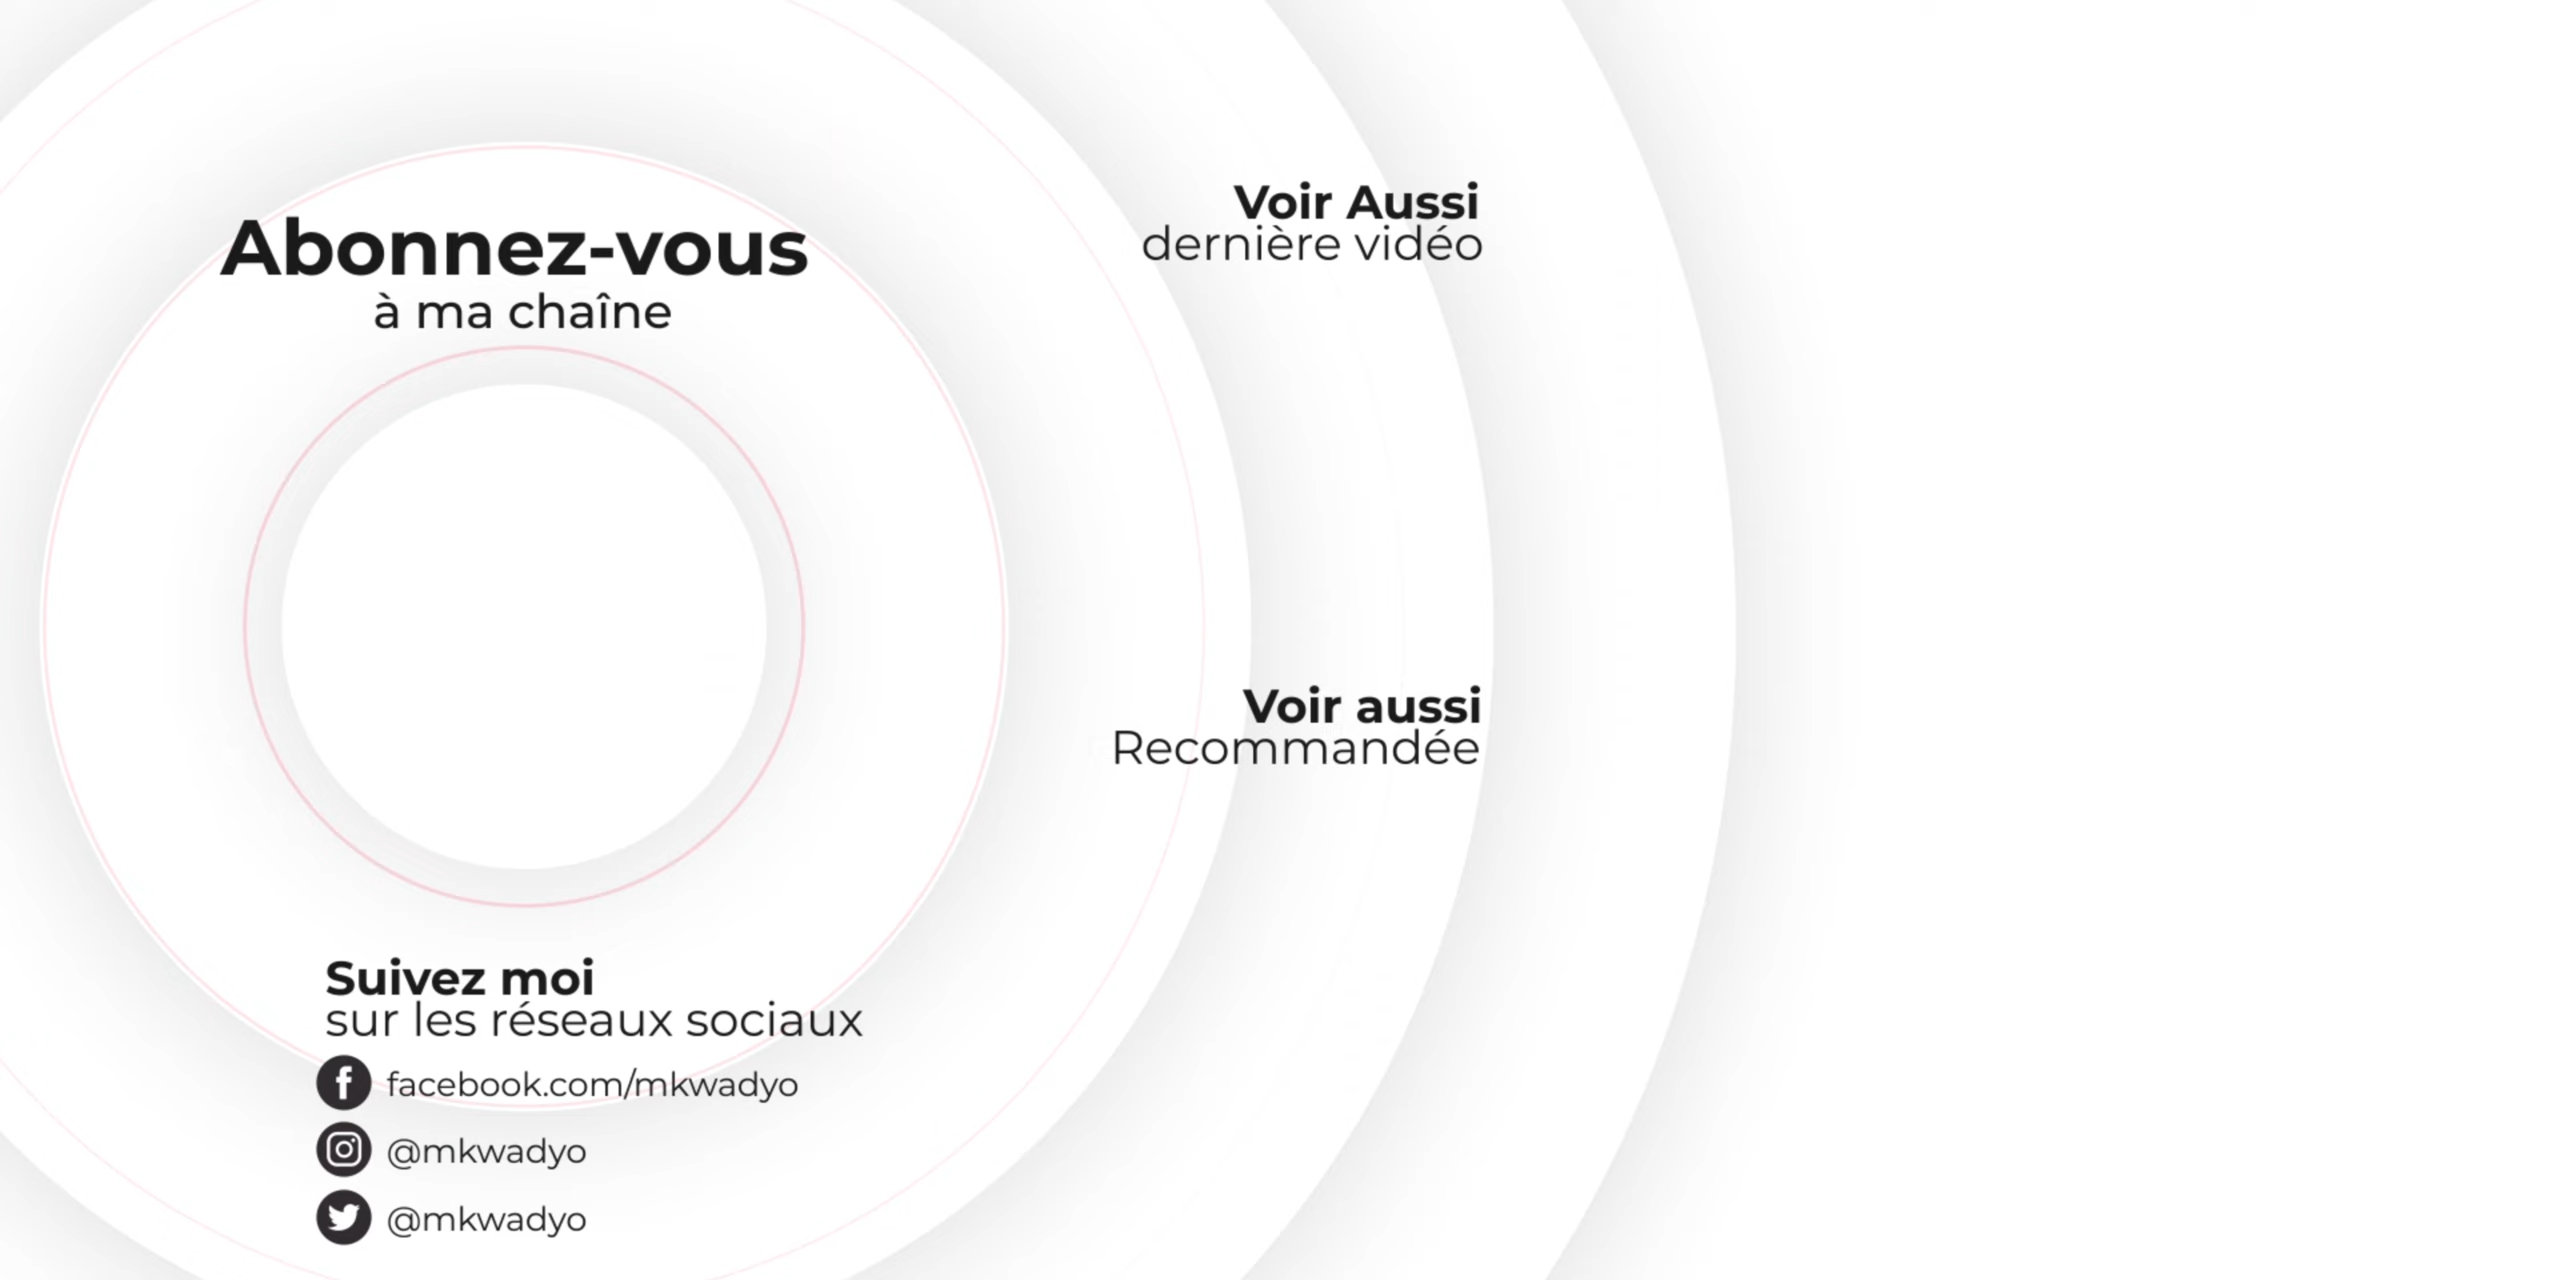 Abonnez-vous
à ma chaîne
Voir Aussi
dernière vidéo
Voir aussi
Recommandée
Suivez moi
sur les réseaux sociaux
facebook.com/mkwadyo
@mkwadyo
@mkwadyo